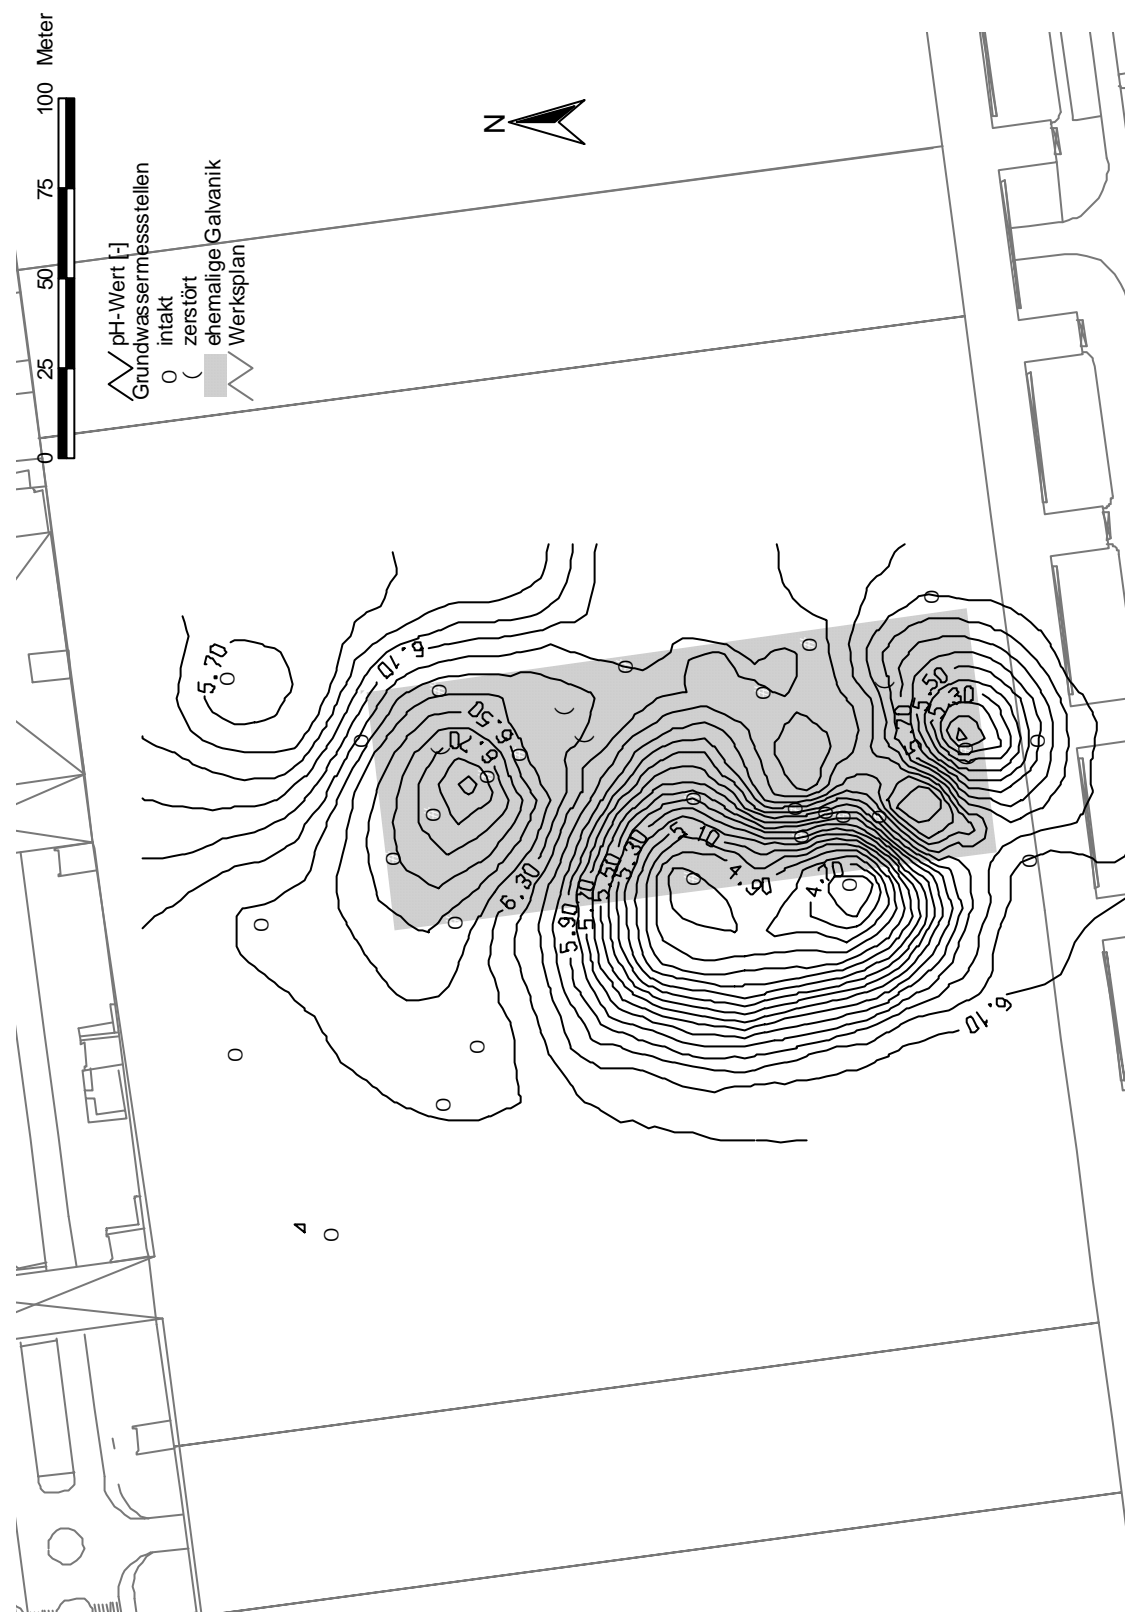 0 25 50 75 100 Meter
pH-Wert [-]
Grundwassermessstellen
intakt
zerstört
ehemalige Galvanik
Werksplan
N
5.70
6.10
6.50
6.70
6.30
5.90
5.70
5.50
5.30
5.10
4.90
4.70
5.70
5.50
5.30
6.10